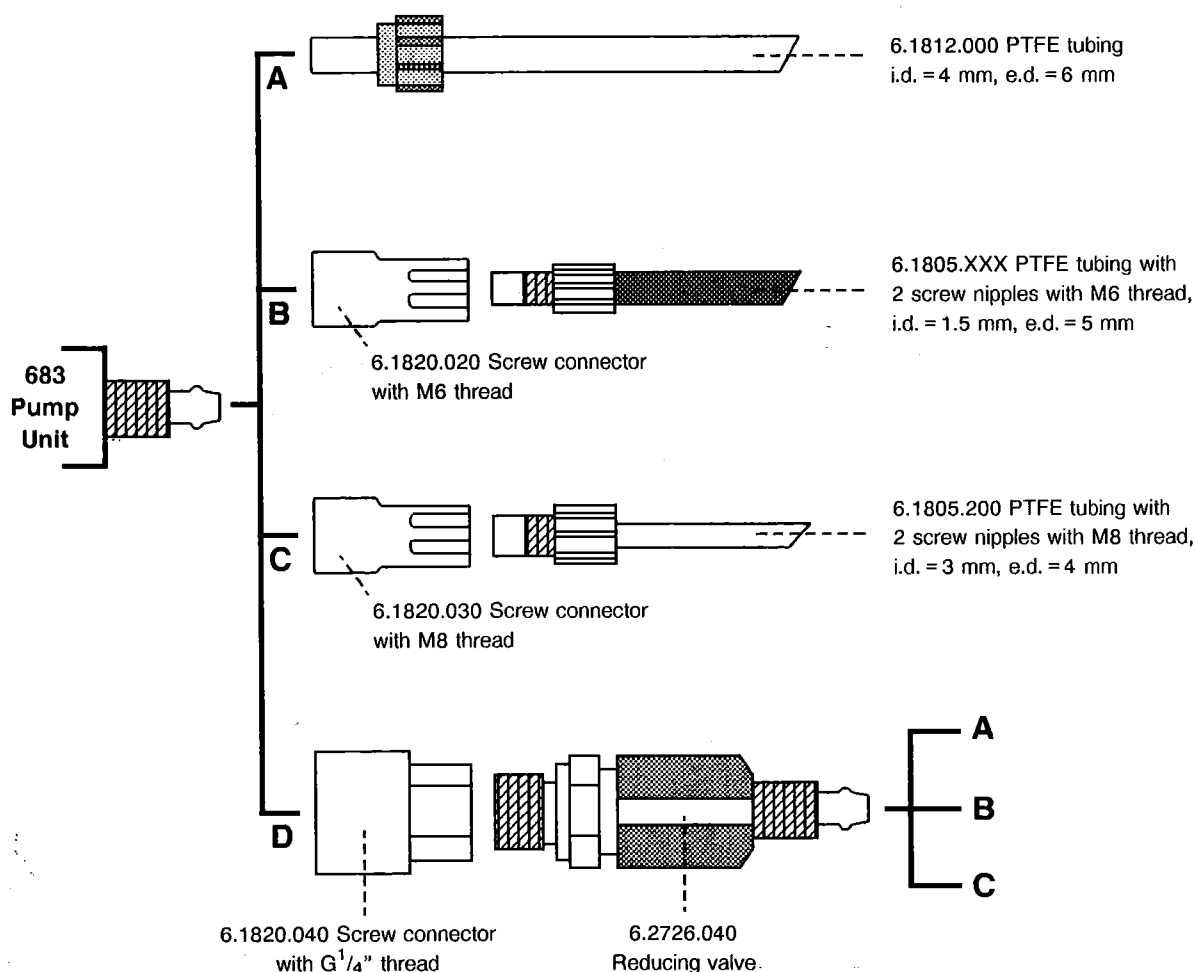 A
6.1812.000 PTFE tubing
i.d. = 4 mm, e.d. = 6 mm
B
6.1805.XXX PTFE tubing with
2 screw nipples with M6 thread,
i.d. = 1.5 mm, e.d. = 5 mm
6.1820.020 Screw connector
with M6 thread
683
Pump
Unit
C
6.1805.200 PTFE tubing with
2 screw nipples with M8 thread,
i.d. = 3 mm, e.d. = 4 mm
6.1820.030 Screw connector
with M8 thread
D
A
B
C
6.1820.040 Screw connector
with G1/4" thread
6.2726.040
Reducing valve